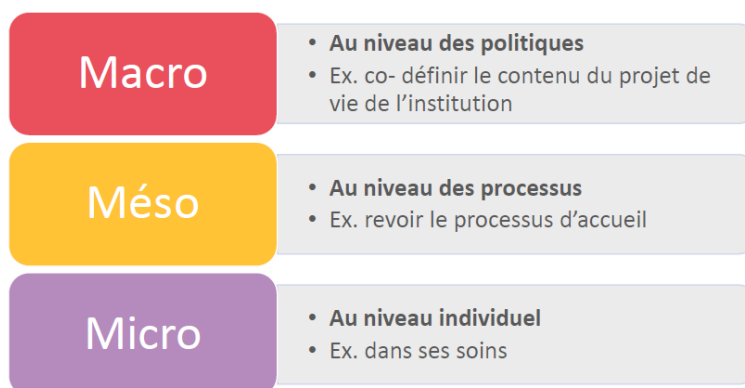 Macro
• Au niveau des politiques
• Ex. co- définir le contenu du projet de
vie de l’institution
Méso
• Au niveau des processus
• Ex. revoir le processus d’accueil
Micro
• Au niveau individuel
• Ex. dans ses soins